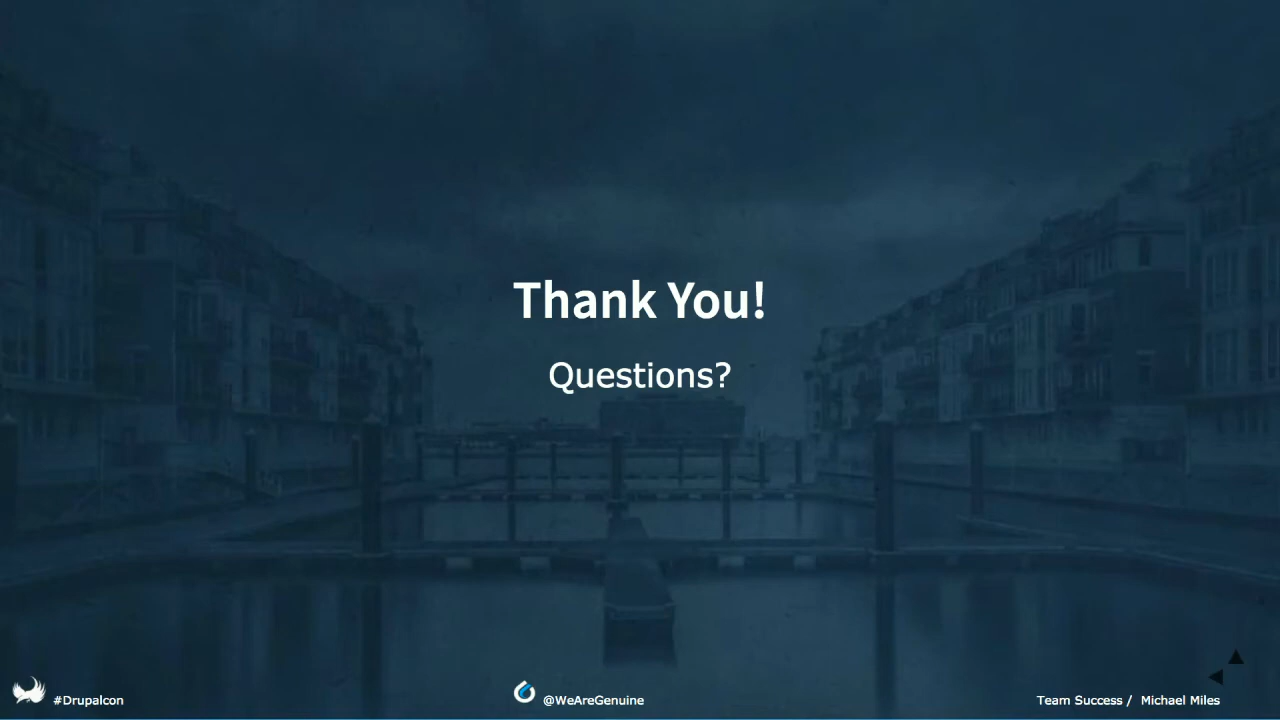 Thank You!
Questions?
#Drupalcon
@WeAreGenuine
Team Success / Michael Miles